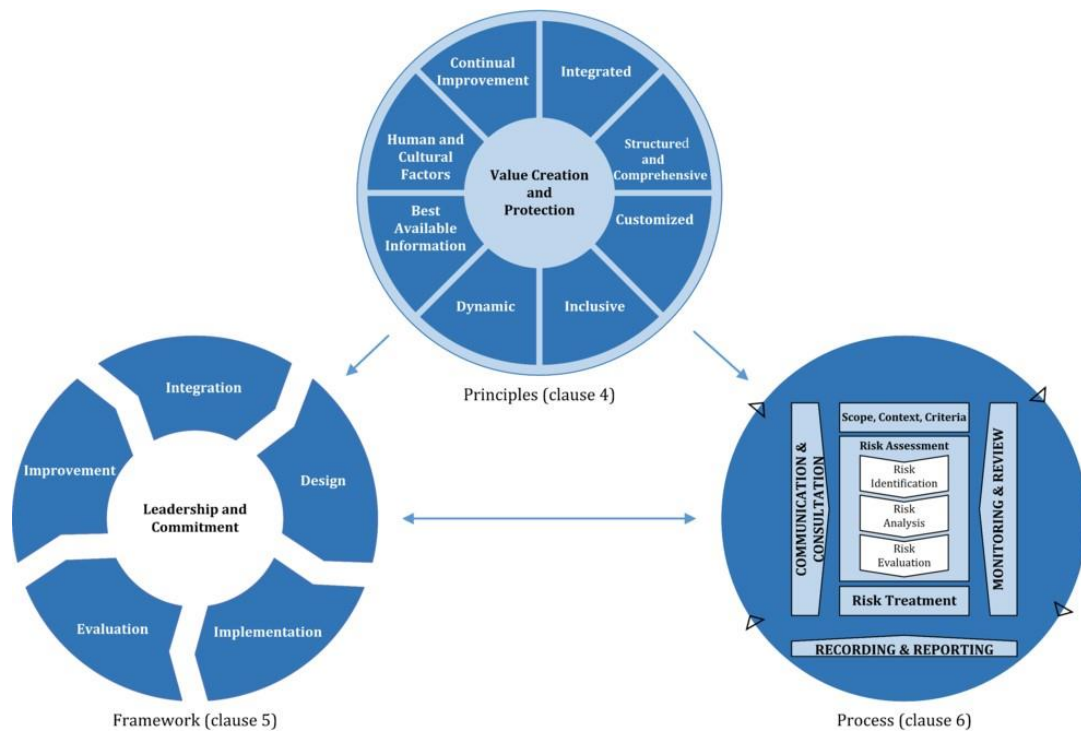 Continual
Improvement
Integrated
Human and
Cultural
Factors
Structured
and
Comprehensive
Value Creation
and
Protection
Best
Available
Information
Customized
Dynamic
Inclusive
Principles (clause 4)
Integration
Improvement
Design
Leadership and
Commitment
Evaluation
Implementation
Framework (clause 5)
Scope, Context, Criteria
COMMUNICATION &
CONSULTATION
Risk Assessment
Risk
Identification
Risk
Analysis
Risk
Evaluation
MONITORING & REVIEW
Risk Treatment
RECORDING & REPORTING
Process (clause 6)